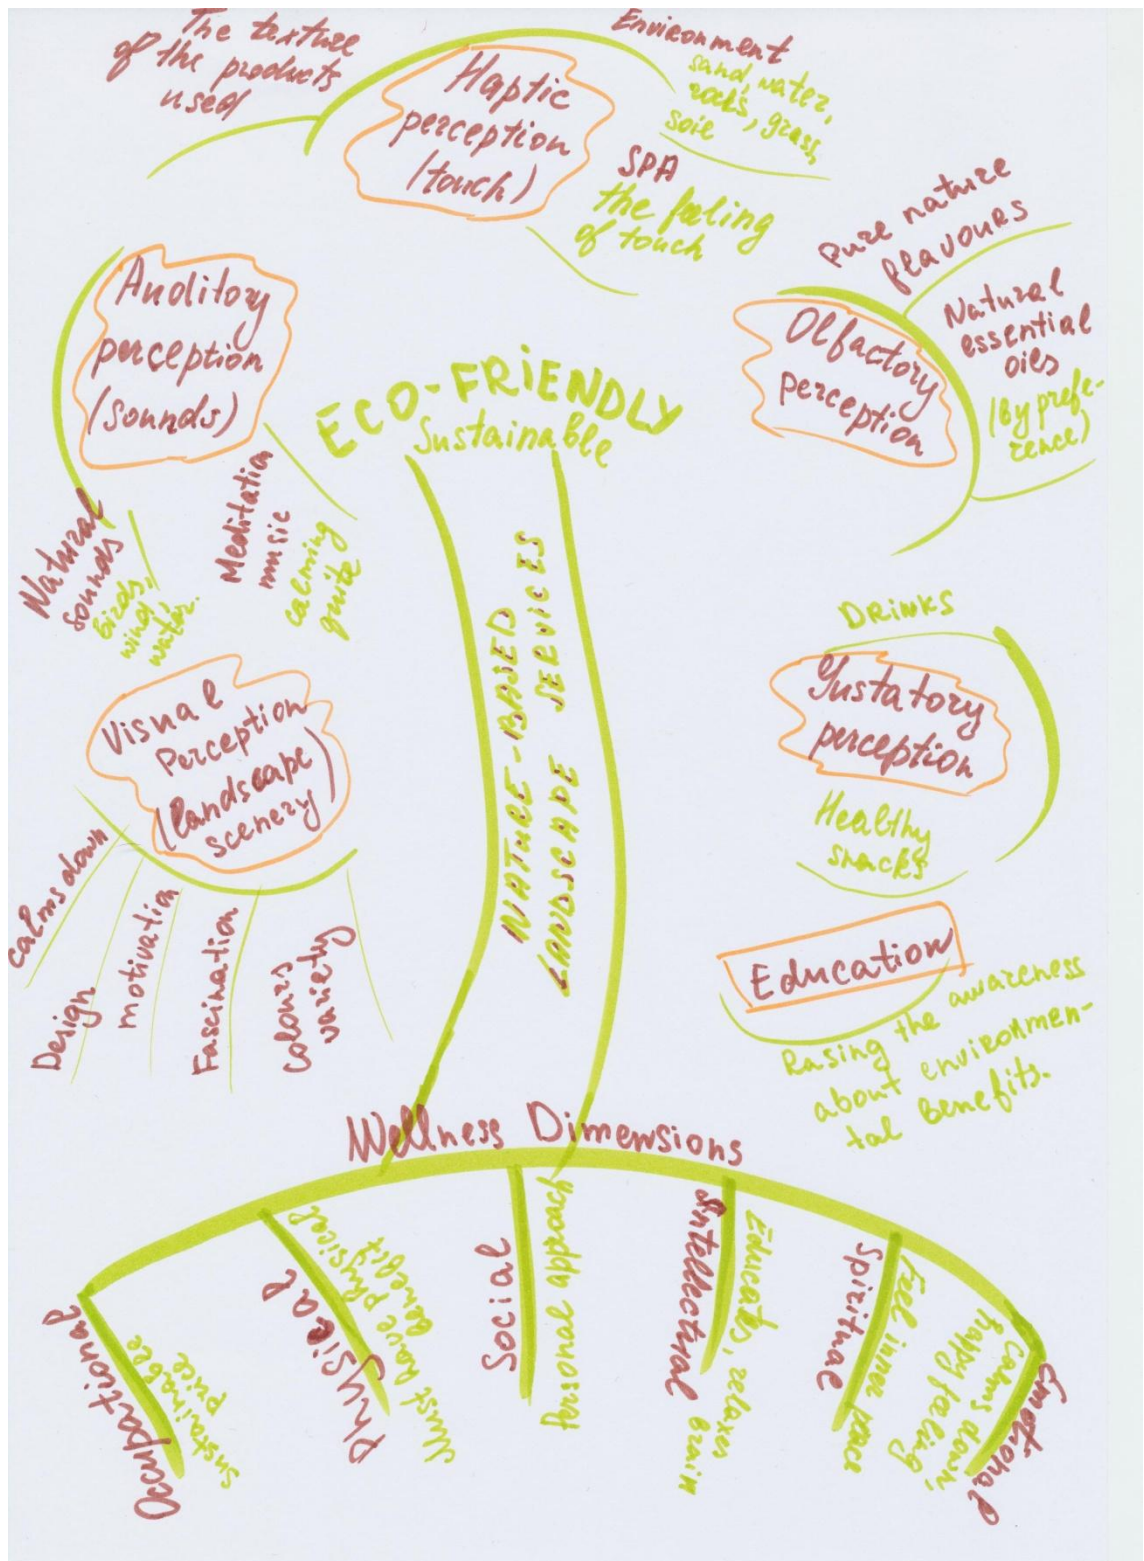 The texture
of the products
used
Haptic
perception
(touch)
Environment
sand, water,
rocks, grass,
soil
SPA
the feeling
of touch
Auditory
perception
(sounds)
Natural
sounds
Birds,
wind,
water.
Meditation
music
calming
quite
pure nature
flavours
Olfactory
perception
Natural
essential
oils
(By prefe-
rence)
ECO-FRIENDLY
Sustainable
NATURE-BASED
LANDSCAPE SERVICES
Visual
Perception
(landscape
scenery)
calms down
Design
motivation
Fascination
Colours
variety
DRINKS
Gustatory
perception
Healthy
snacks
Education
Rasing the awareness
about environmen-
tal benefits.
Wellness Dimensions
Occupational
sustainable
price
Physical
Must have physical
benefit
Social
Personal approach
Intellectual
Educates, relaxes
brain
Spiritual
Feel inner peace
Emotional
calms down,
happy feeling